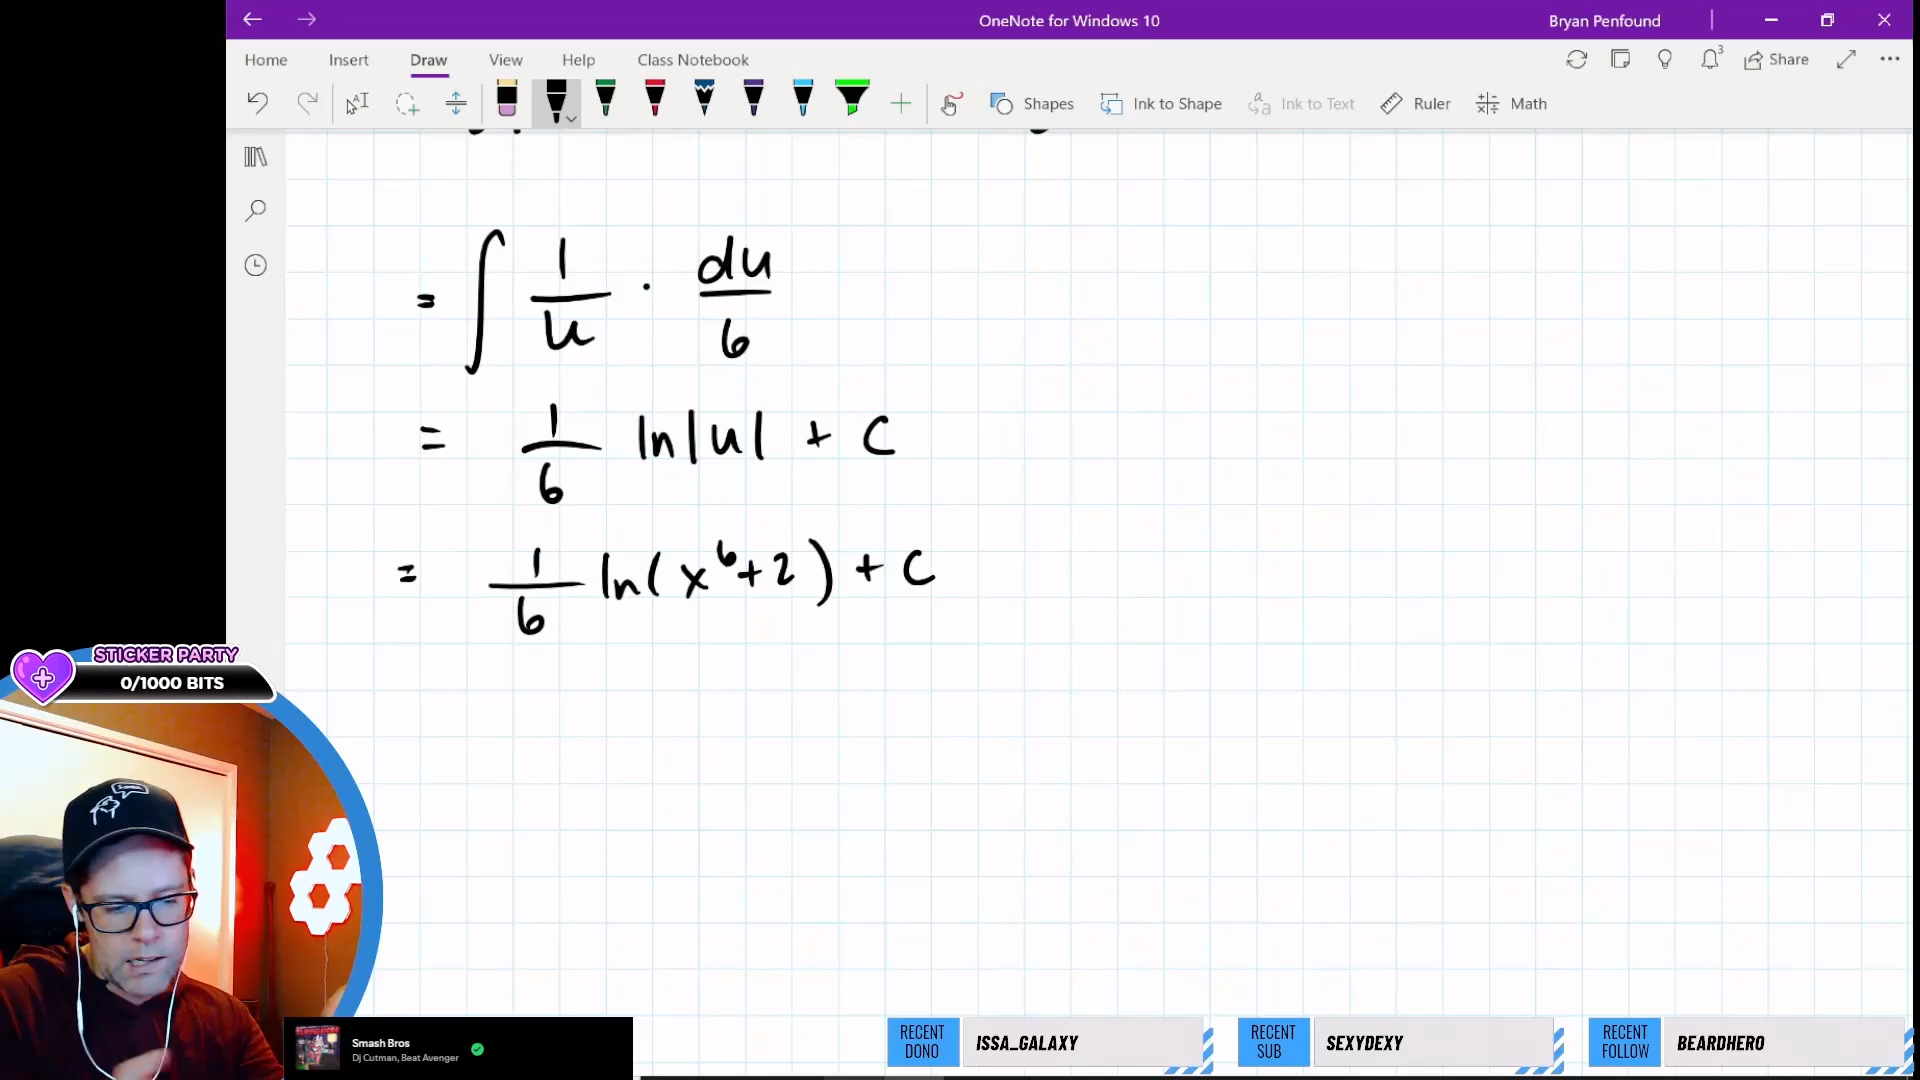 OneNote for Windows 10
Bryan Penfound
Home Insert Draw View Help Class Notebook
3 Share
Shapes Ink to Shape Ink to Text Ruler Math
= ∫ 1/u · du/6
= 1/6 ln|u| + C
= 1/6 ln(x⁶+2) + C
STICKER PARTY
0/1000 BITS
Smash Bros
Dj Cutman, Beat Avenger
RECENT DONO
ISSA_GALAXY
RECENT SUB
SEXYDEXY
RECENT FOLLOW
BEARDHERO